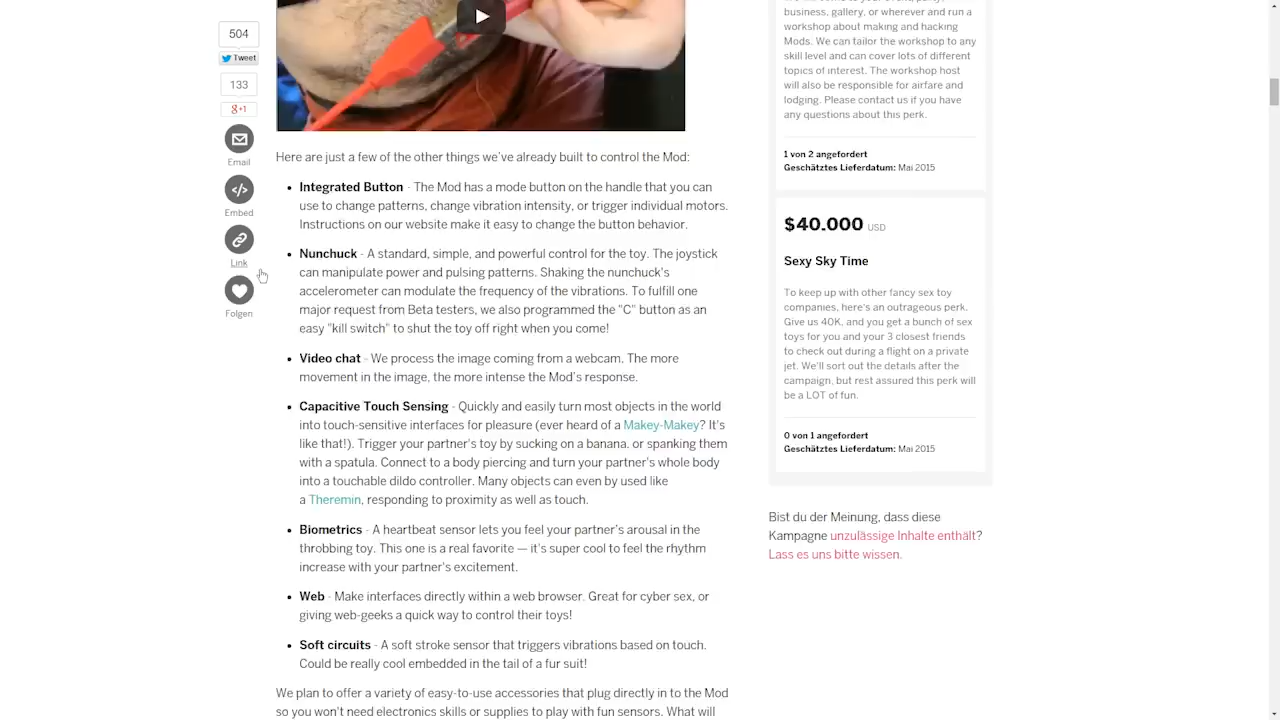 504
Tweet
133
g+1
Email
Embed
Link
Folgen
Here are just a few of the other things we've already built to control the Mod:
Integrated Button - The Mod has a mode button on the handle that you can
use to change patterns, change vibration intensity, or trigger individual motors.
Instructions on our website make it easy to change the button behavior.
Nunchuck - A standard, simple, and powerful control for the toy. The joystick
can manipulate power and pulsing patterns. Shaking the nunchuck's
accelerometer can modulate the frequency of the vibrations. To fulfill one
major request from Beta testers, we also programmed the "C" button as an
easy "kill switch" to shut the toy off right when you come!
Video chat - We process the image coming from a webcam. The more
movement in the image, the more intense the Mod's response.
Capacitive Touch Sensing - Quickly and easily turn most objects in the world
into touch-sensitive interfaces for pleasure (ever heard of a Makey-Makey? It's
like that!). Trigger your partner's toy by sucking on a banana. or spanking them
with a spatula. Connect to a body piercing and turn your partner's whole body
into a touchable dildo controller. Many objects can even by used like
a Theremin, responding to proximity as well as touch.
Biometrics - A heartbeat sensor lets you feel your partner's arousal in the
throbbing toy. This one is a real favorite — it's super cool to feel the rhythm
increase with your partner's excitement.
Web - Make interfaces directly within a web browser. Great for cyber sex, or
giving web-geeks a quick way to control their toys!
Soft circuits - A soft stroke sensor that triggers vibrations based on touch.
Could be really cool embedded in the tail of a fur suit!
We plan to offer a variety of easy-to-use accessories that plug directly in to the Mod
so you won't need electronics skills or supplies to play with fun sensors. What will
business, gallery, or wherever and run a
workshop about making and hacking
Mods. We can tailor the workshop to any
skill level and can cover lots of different
topics of interest. The workshop host
will also be responsible for airfare and
lodging. Please contact us if you have
any questions about this perk.
1 von 2 angefordert
Geschätztes Lieferdatum: Mai 2015
$40.000 USD
Sexy Sky Time
To keep up with other fancy sex toy
companies, here's an outrageous perk.
Give us 40K, and you get a bunch of sex
toys for you and your 3 closest friends
to check out during a flight on a private
jet. We'll sort out the details after the
campaign, but rest assured this perk will
be a LOT of fun.
0 von 1 angefordert
Geschätztes Lieferdatum: Mai 2015
Bist du der Meinung, dass diese
Kampagne unzulässige Inhalte enthält?
Lass es uns bitte wissen.